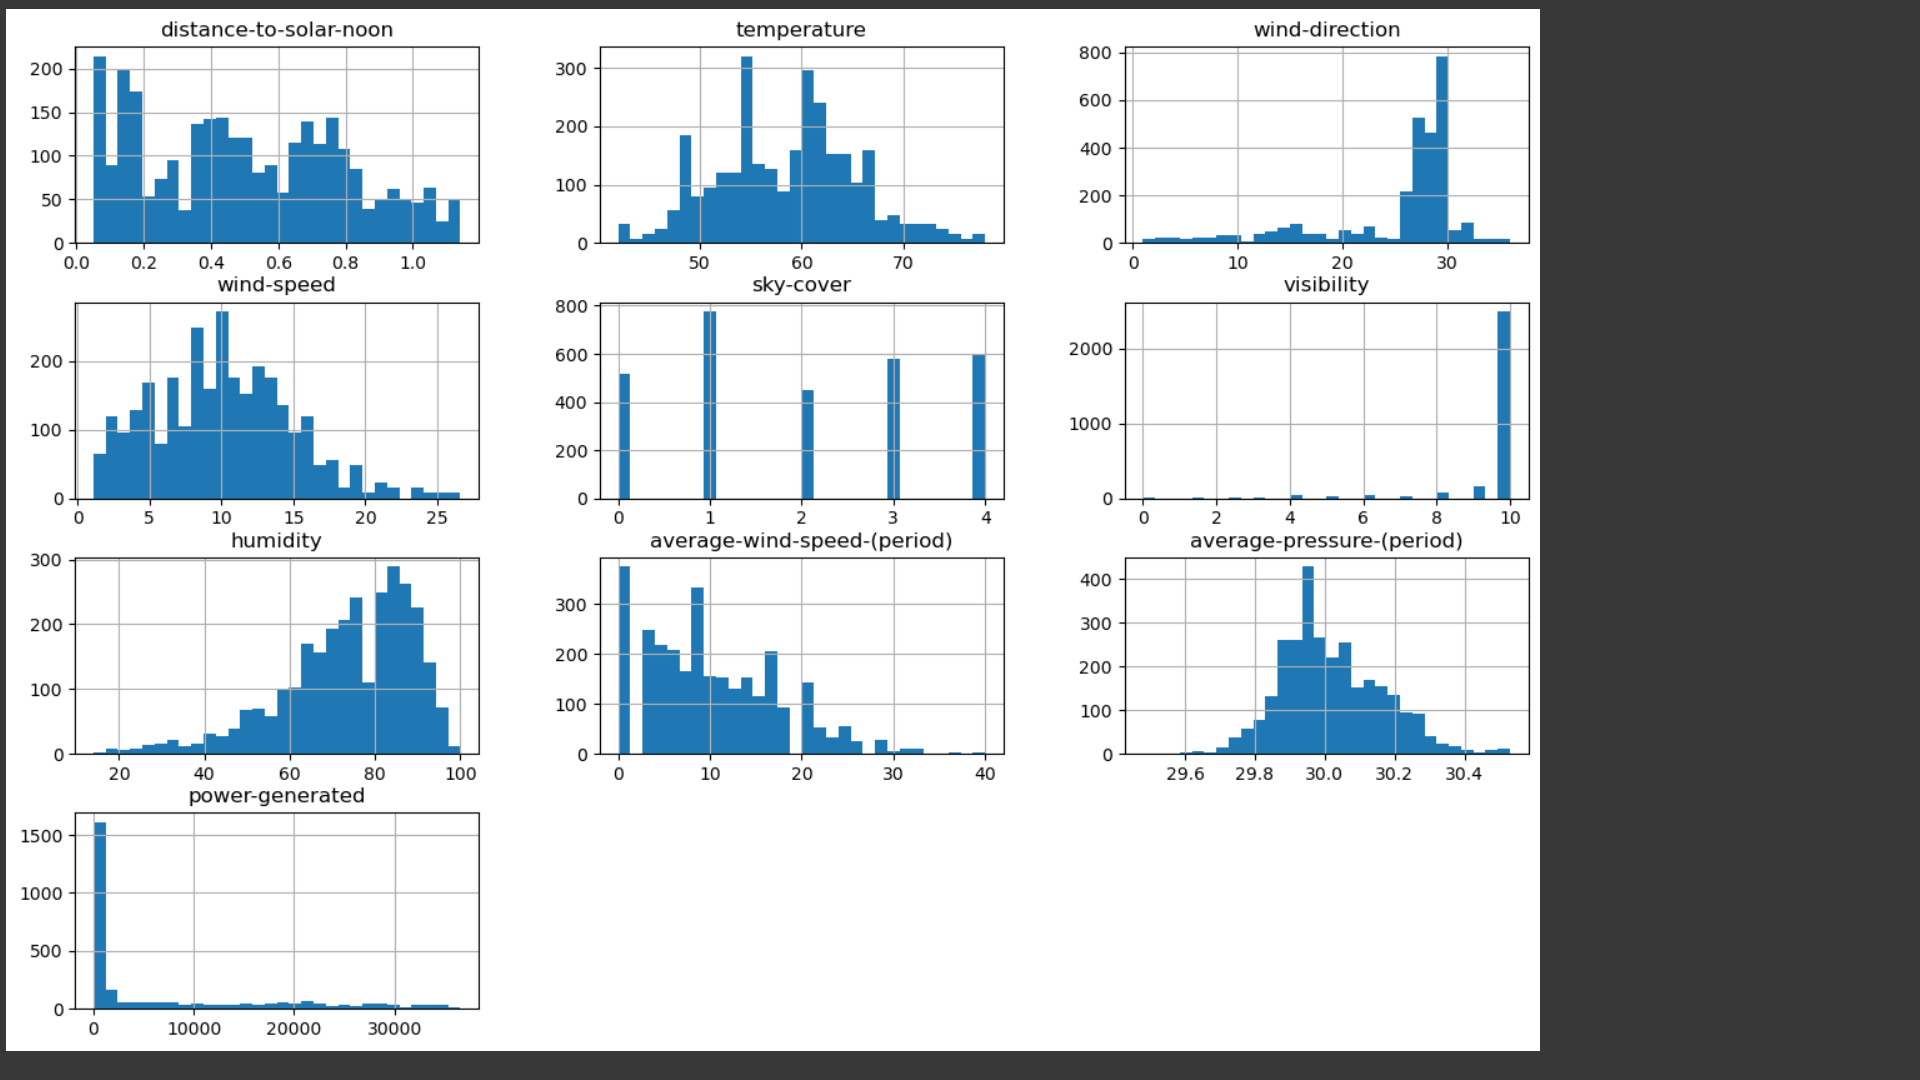 distance-to-solar-noon
temperature
wind-direction
200
150
100
50
0
0.0 0.2 0.4 0.6 0.8 1.0
300
200
100
0
50 60 70
800
600
400
200
0
0 10 20 30
wind-speed
sky-cover
visibility
200
100
0
0 5 10 15 20 25
800
600
400
200
0
0 1 2 3 4
2000
1000
0
0 2 4 6 8 10
humidity
average-wind-speed-(period)
average-pressure-(period)
300
200
100
0
20 40 60 80 100
300
200
100
0
0 10 20 30 40
400
300
200
100
0
29.6 29.8 30.0 30.2 30.4
power-generated
1500
1000
500
0
0 10000 20000 30000